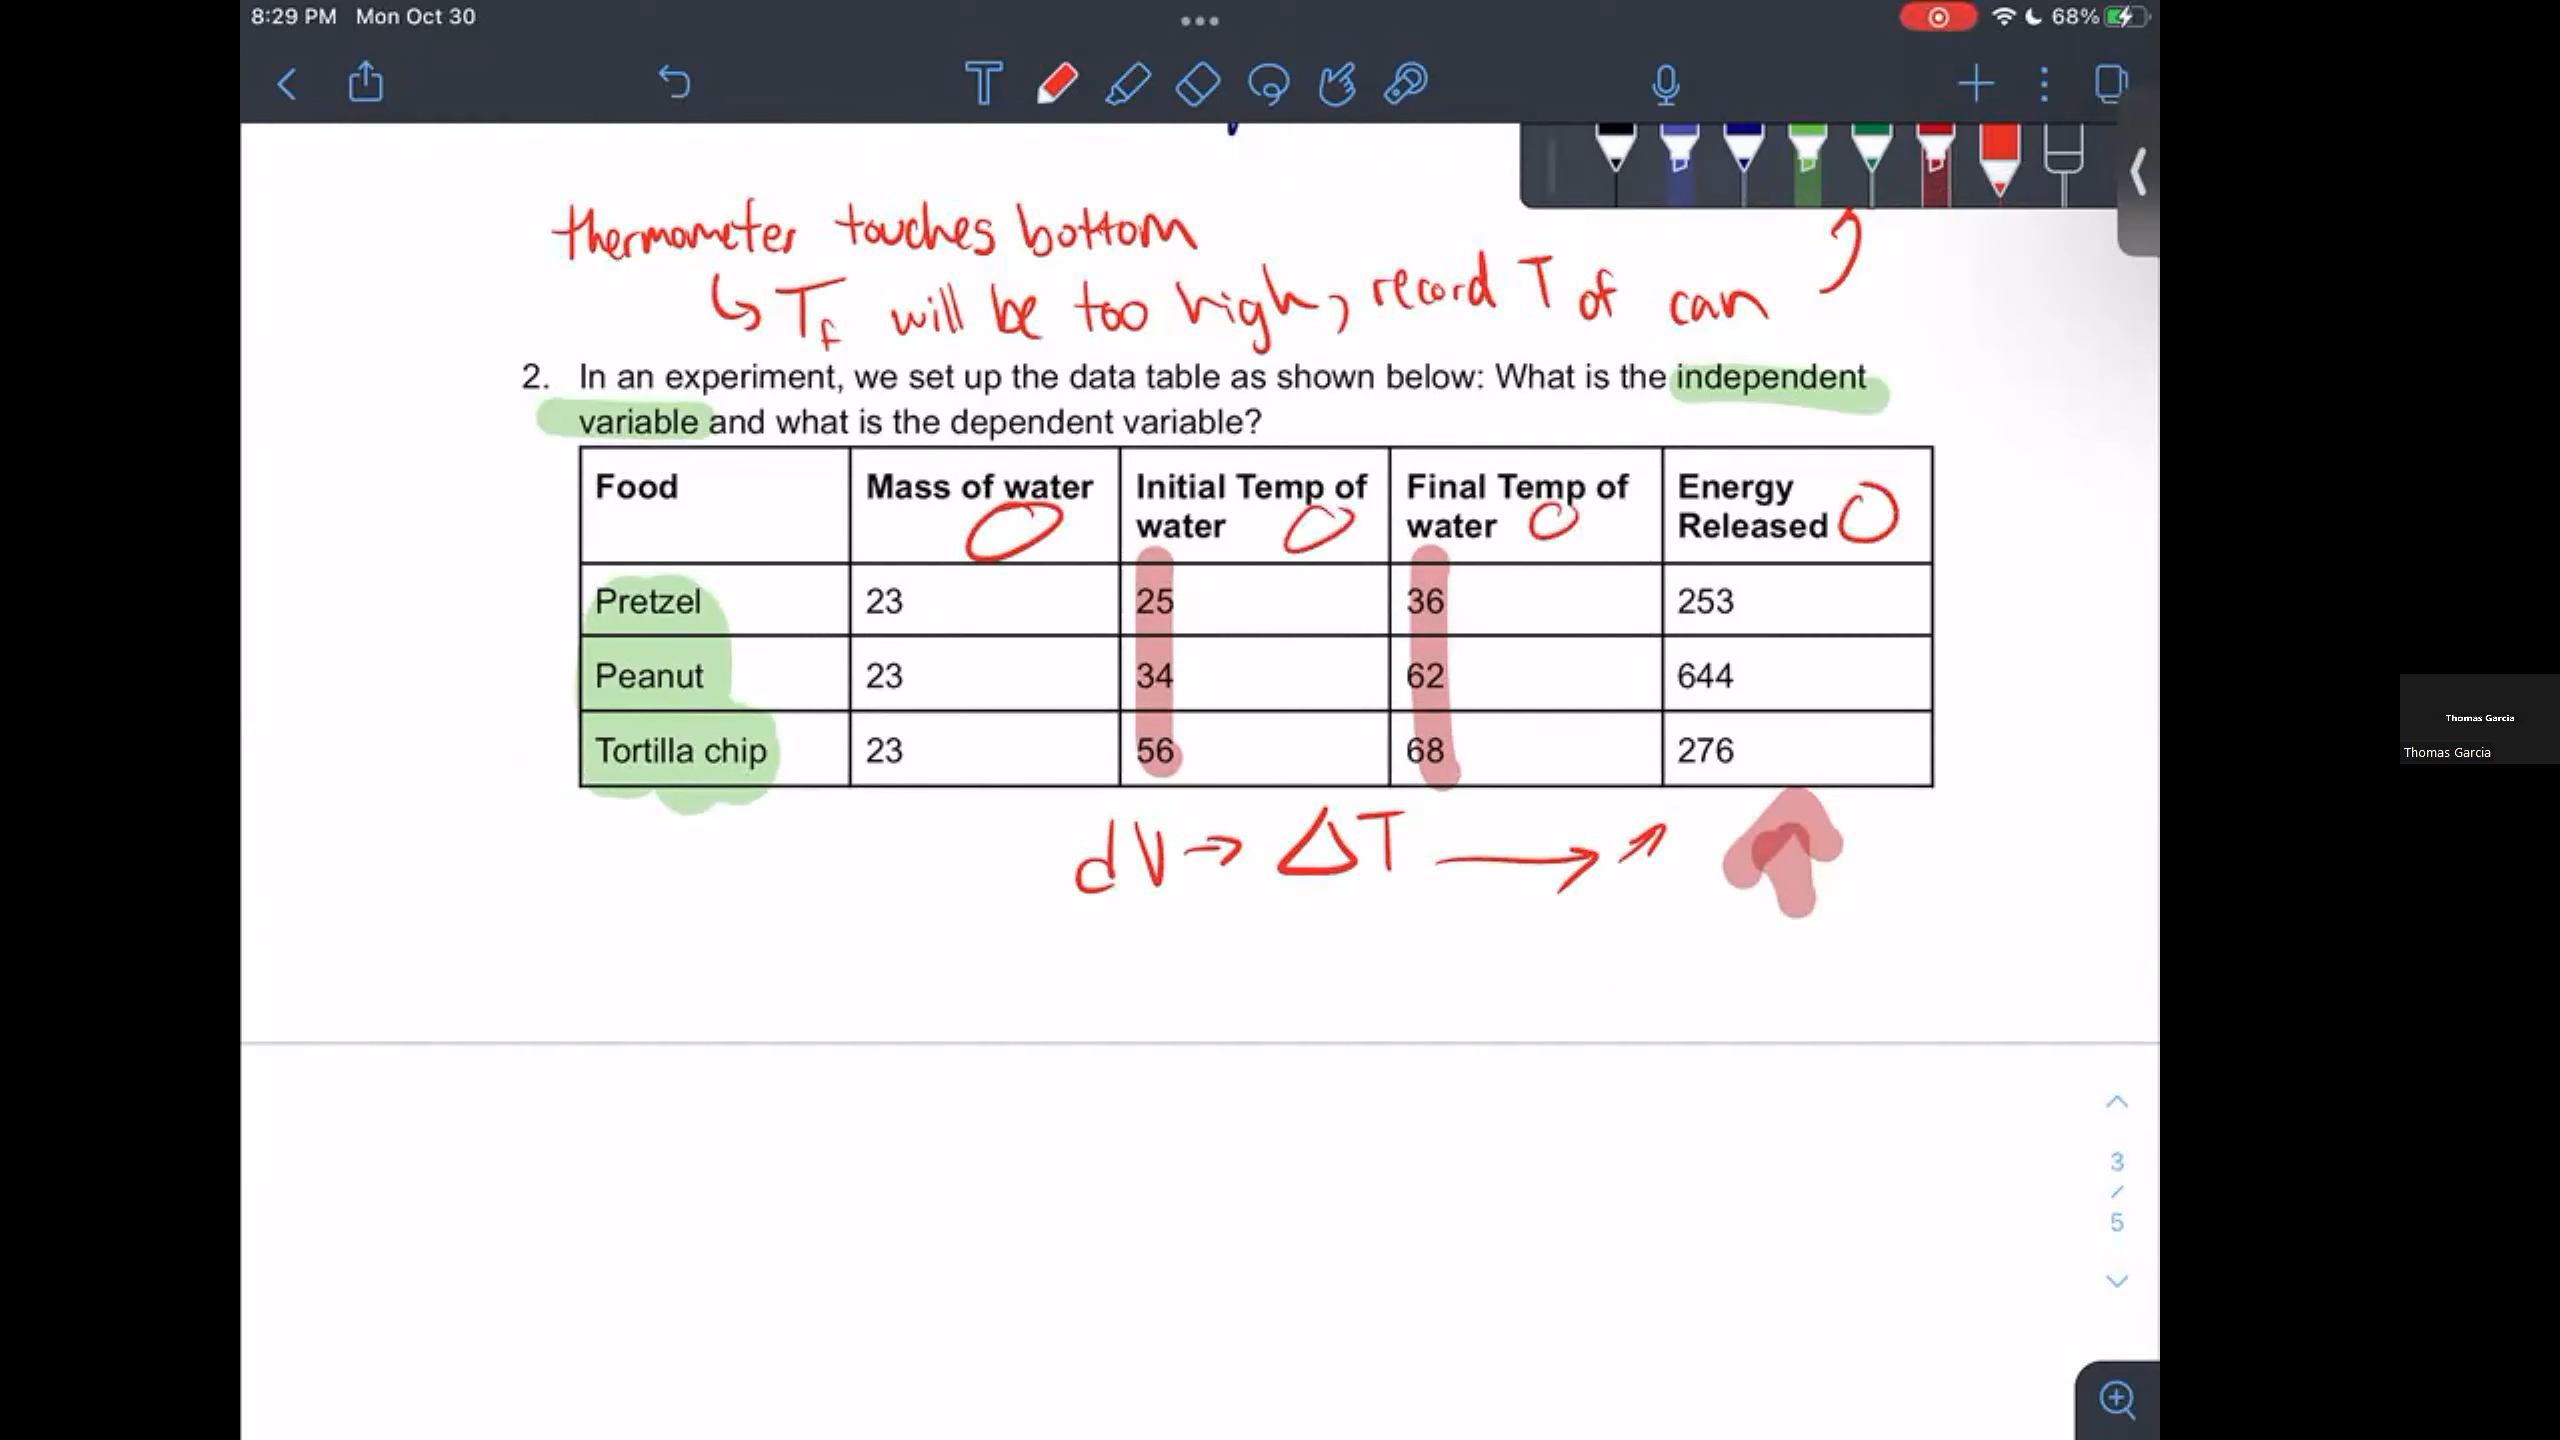 8:29 PM Mon Oct 30
68%
thermometer touches bottom
↳ Tf will be too high, record T of can
2. In an experiment, we set up the data table as shown below: What is the independent
variable and what is the dependent variable?
Food Mass of water Initial Temp of water Final Temp of water Energy Released
Pretzel 23 25 36 253
Peanut 23 34 62 644
Tortilla chip 23 56 68 276
dV → ΔT →
3
/
5
Thomas Garcia
Thomas Garcia